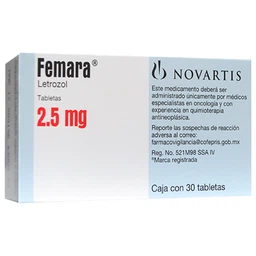 Femara®
Letrozol
Tabletas
2.5 mg
NOVARTIS
Este medicamento deberá ser
administrado únicamente por médicos
especialistas en oncología y con
experiencia en quimioterapia
antineoplásica.
Reporte las sospechas de reacción
adversa al correo:
farmacovigilancia@cofepris.gob.mx
Reg. No. 521M98 SSA IV
®Marca registrada
Caja con 30 tabletas